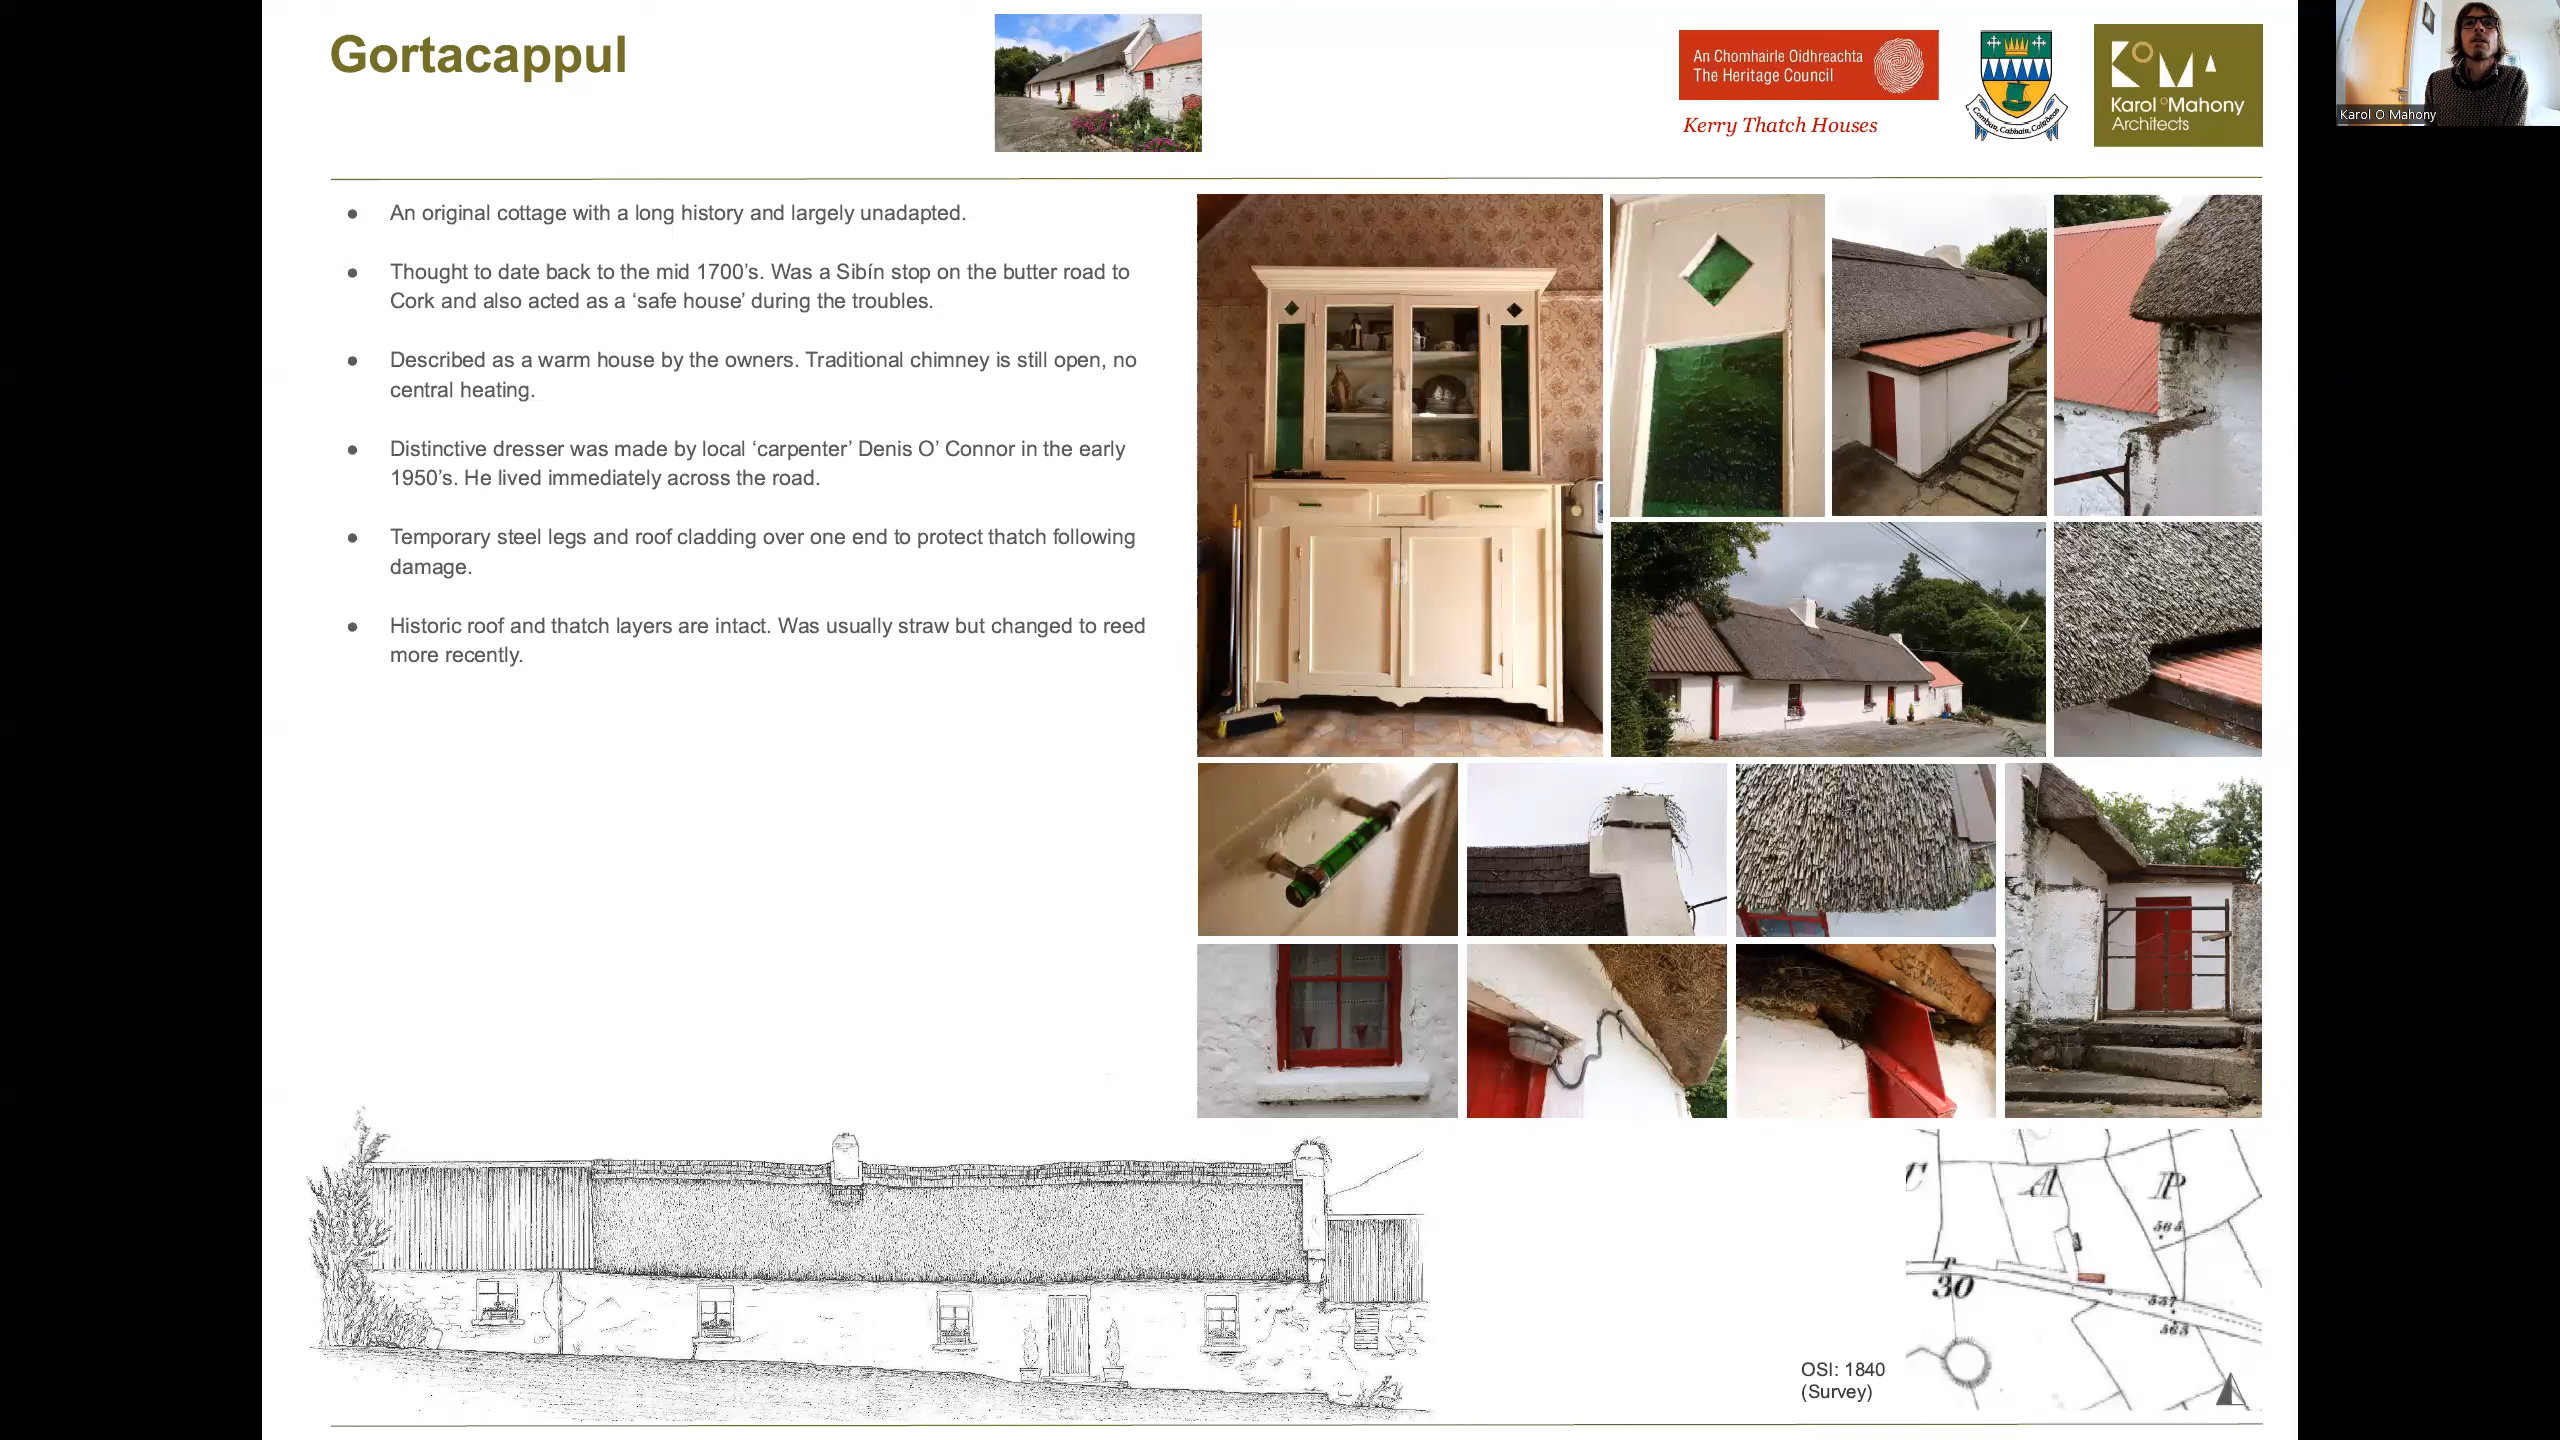 Gortacappul
An Chomhairle Oidhreachta
The Heritage Council
Kerry Thatch Houses
Comhar, Cabhair, Cairdeas
KOMA
Karol O Mahony
Architects
Karol O Mahony
● An original cottage with a long history and largely unadapted.
● Thought to date back to the mid 1700’s. Was a Sibín stop on the butter road to
Cork and also acted as a ‘safe house’ during the troubles.
● Described as a warm house by the owners. Traditional chimney is still open, no
central heating.
● Distinctive dresser was made by local ‘carpenter’ Denis O’ Connor in the early
1950’s. He lived immediately across the road.
● Temporary steel legs and roof cladding over one end to protect thatch following
damage.
● Historic roof and thatch layers are intact. Was usually straw but changed to reed
more recently.
C A P
30
OSI: 1840
(Survey)